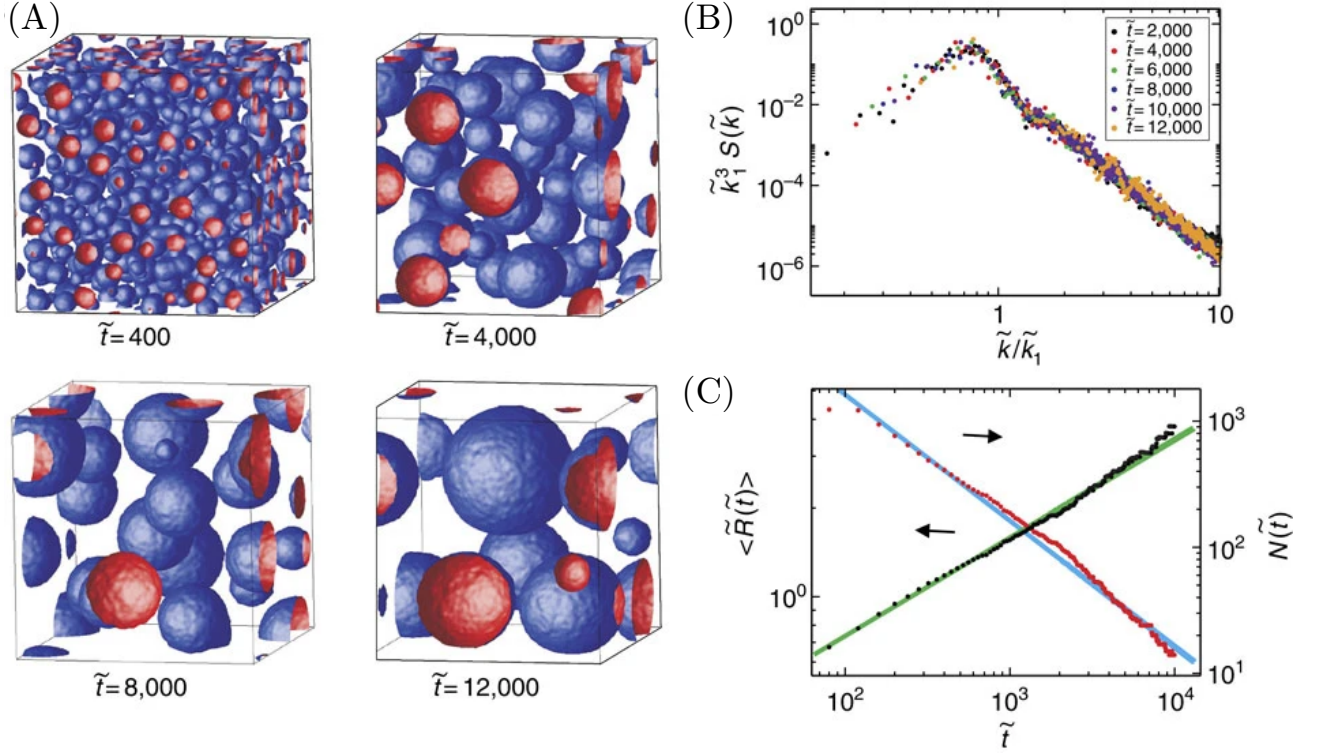 (A)
t̃=400
t̃=4,000
t̃=8,000
t̃=12,000
(B)
10⁰
10⁻²
10⁻⁴
10⁻⁶
k̃₁³ S̃(k̃)
t̃=2,000
t̃=4,000
t̃=6,000
t̃=8,000
t̃=10,000
t̃=12,000
1 10
k̃/k̃₁
(C)
<R̃(t̃)>
10⁰
10³
10²
10¹
N(t̃)
10² 10³ 10⁴
t̃